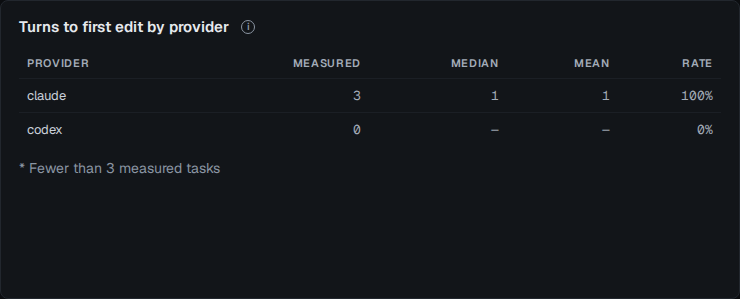 Turns to first edit by provider
PROVIDER MEASURED MEDIAN MEAN RATE
claude 3 1 1 100%
codex 0 — — 0%
* Fewer than 3 measured tasks